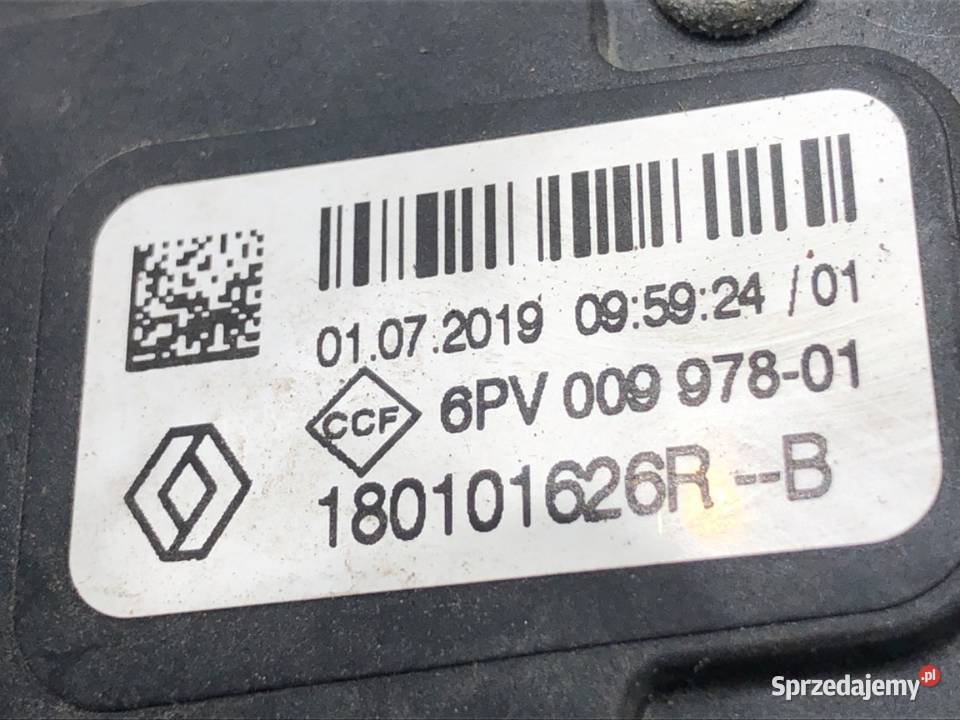 01.07.2019 09:59:24 / 01
CCF 6PV 009 978-01
180101626R --B
Sprzedajemy.pl